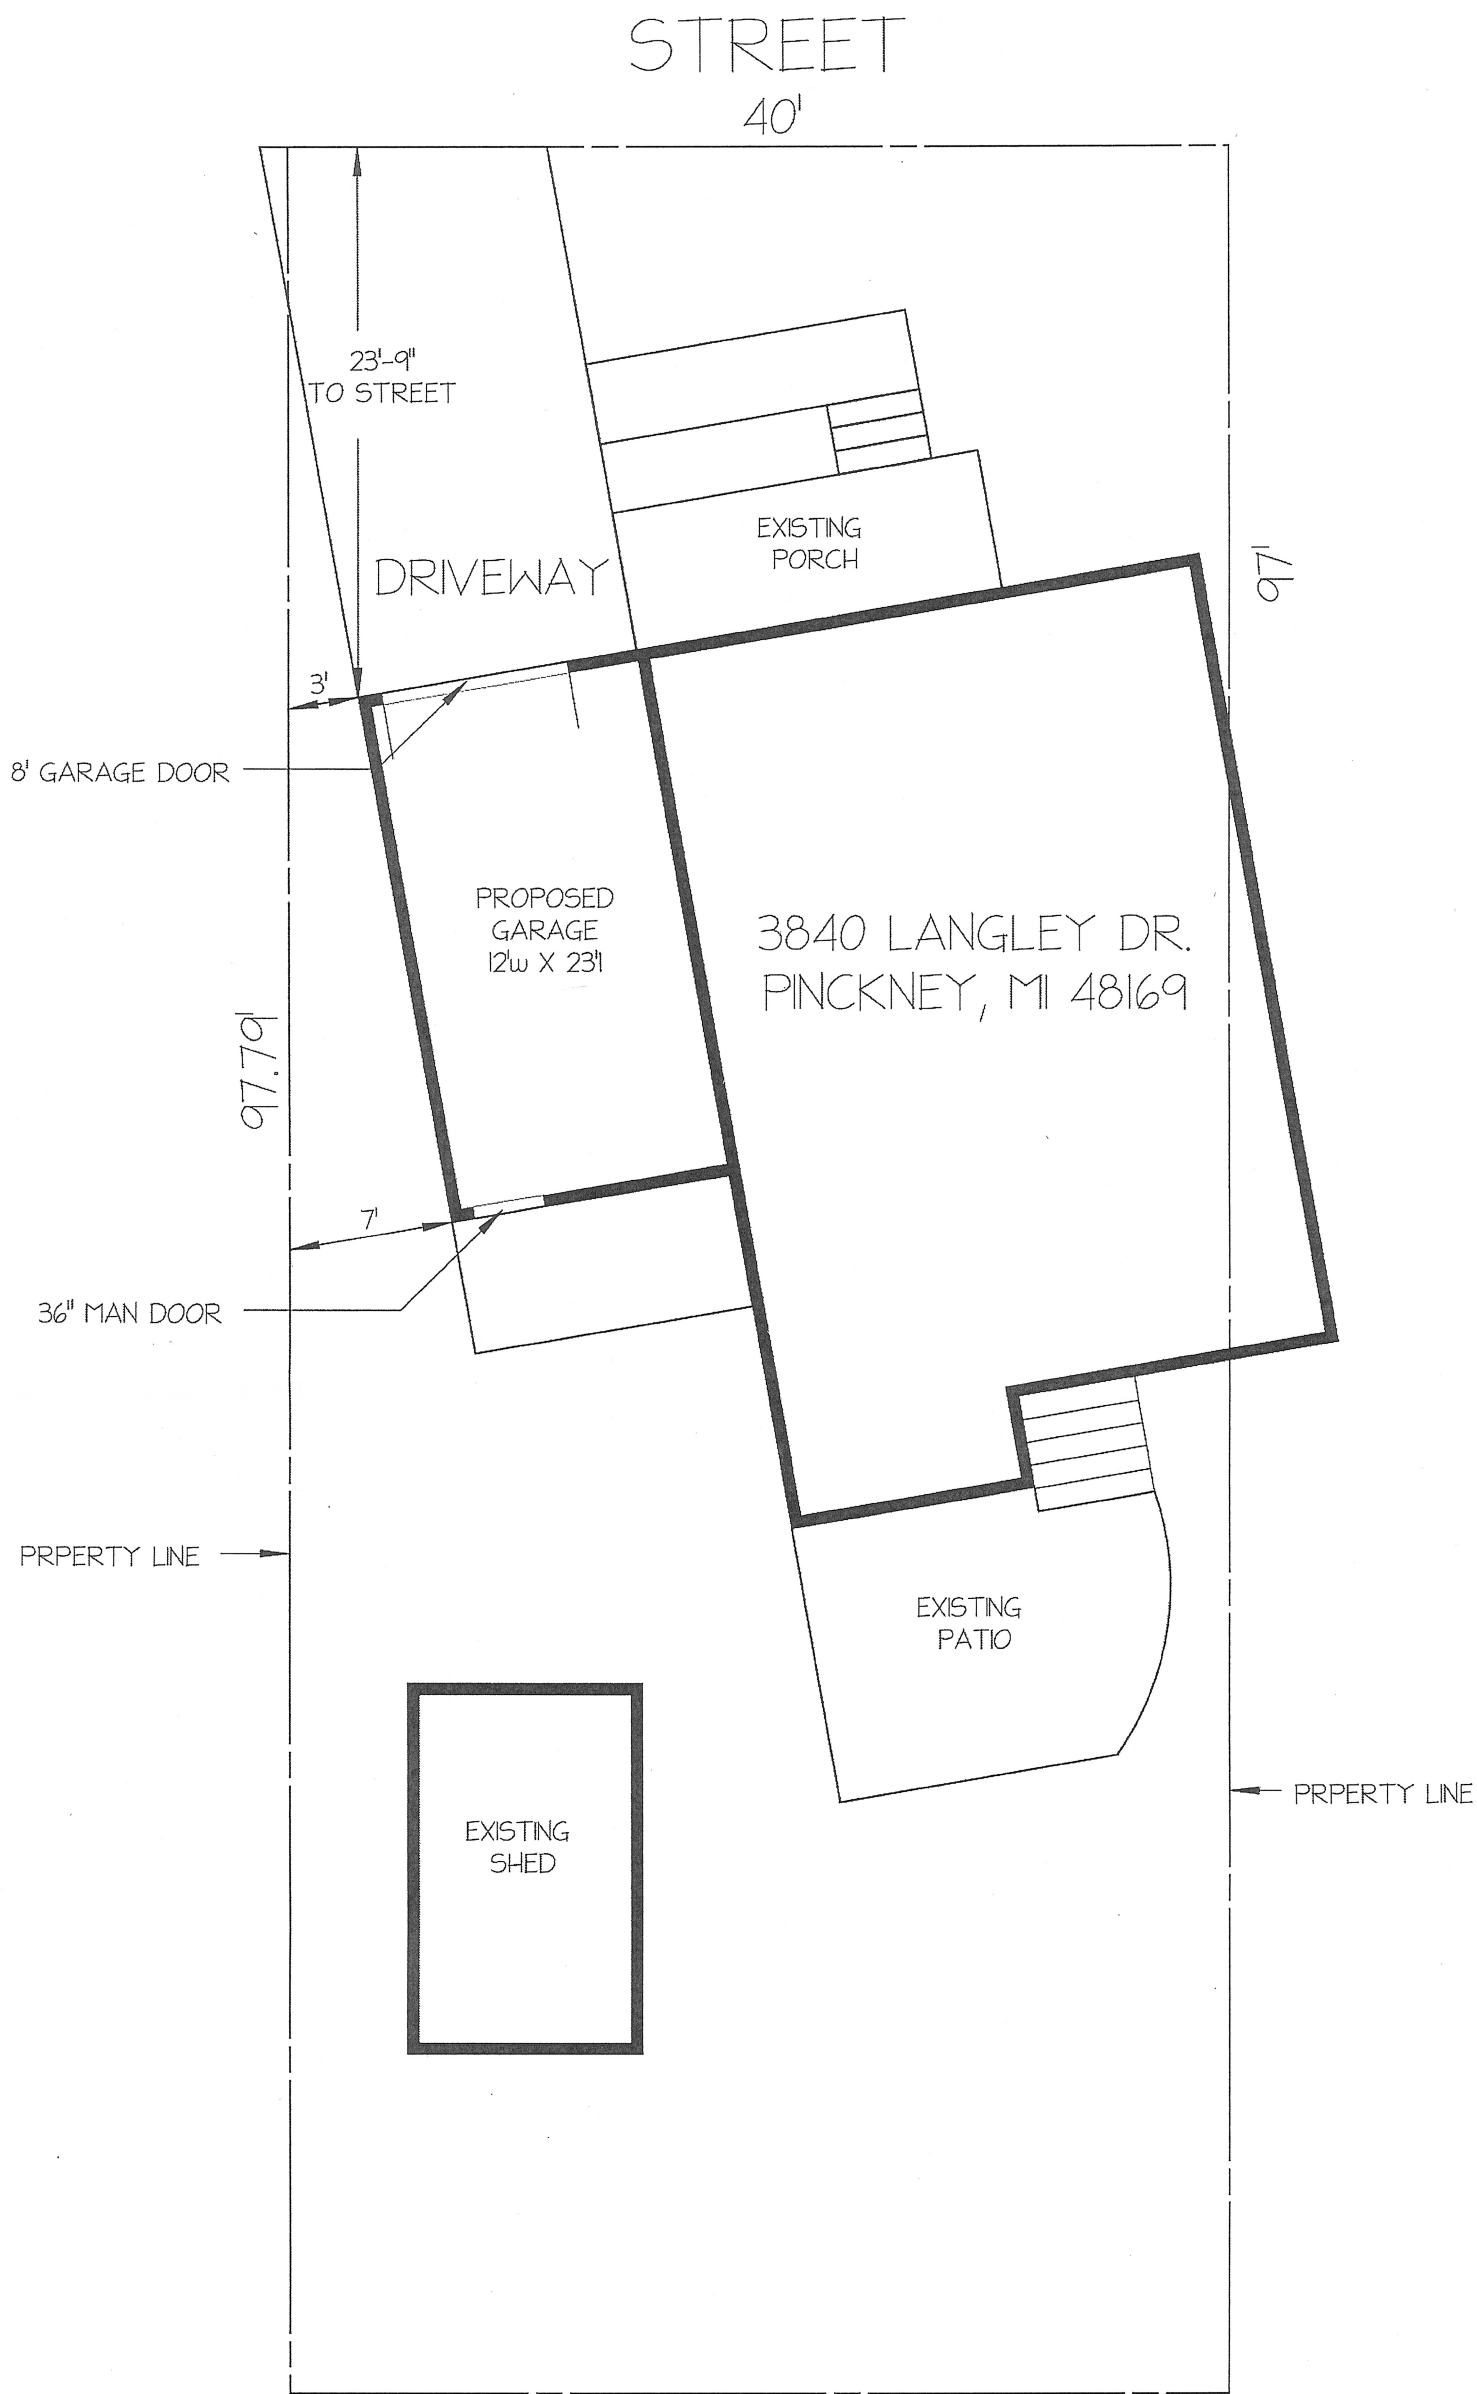 STREET
40'
23'-9"
TO STREET
EXISTING
PORCH
DRIVEWAY
97'
3'
8' GARAGE DOOR
PROPOSED
GARAGE
12'w X 23'1
3840 LANGLEY DR.
PINCKNEY, MI 48169
97.79'
7'
36" MAN DOOR
PRPERTY LINE
EXISTING
PATIO
PRPERTY LINE
EXISTING
SHED